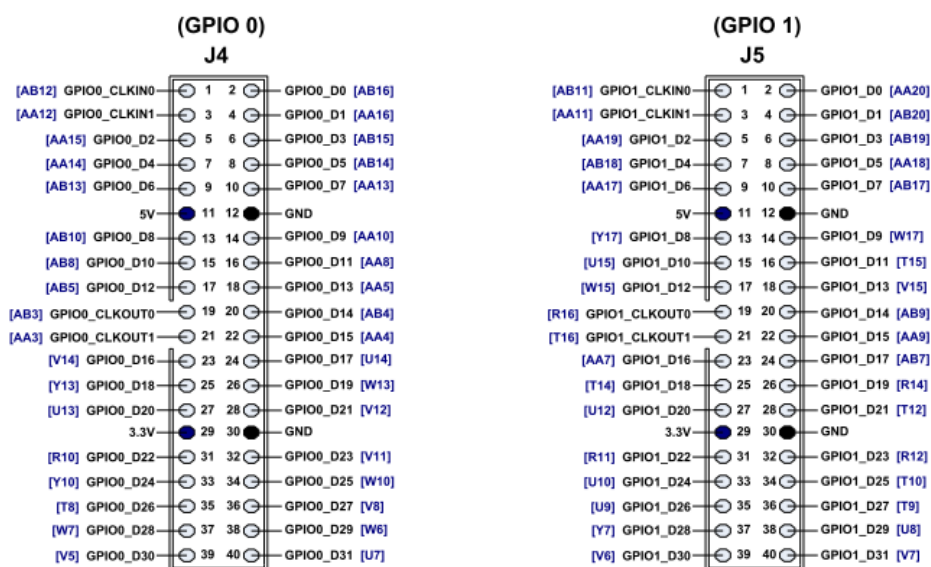 (GPIO 0)
J4
[AB12] GPIO0_CLKIN0 1 2 GPIO0_D0 [AB16]
[AA12] GPIO0_CLKIN1 3 4 GPIO0_D1 [AA16]
[AA15] GPIO0_D2 5 6 GPIO0_D3 [AB15]
[AA14] GPIO0_D4 7 8 GPIO0_D5 [AB14]
[AB13] GPIO0_D6 9 10 GPIO0_D7 [AA13]
5V 11 12 GND
[AB10] GPIO0_D8 13 14 GPIO0_D9 [AA10]
[AB8] GPIO0_D10 15 16 GPIO0_D11 [AA8]
[AB5] GPIO0_D12 17 18 GPIO0_D13 [AA5]
[AB3] GPIO0_CLKOUT0 19 20 GPIO0_D14 [AB4]
[AA3] GPIO0_CLKOUT1 21 22 GPIO0_D15 [AA4]
[V14] GPIO0_D16 23 24 GPIO0_D17 [U14]
[Y13] GPIO0_D18 25 26 GPIO0_D19 [W13]
[U13] GPIO0_D20 27 28 GPIO0_D21 [V12]
3.3V 29 30 GND
[R10] GPIO0_D22 31 32 GPIO0_D23 [V11]
[Y10] GPIO0_D24 33 34 GPIO0_D25 [W10]
[T8] GPIO0_D26 35 36 GPIO0_D27 [V8]
[W7] GPIO0_D28 37 38 GPIO0_D29 [W6]
[V5] GPIO0_D30 39 40 GPIO0_D31 [U7]
(GPIO 1)
J5
[AB11] GPIO1_CLKIN0 1 2 GPIO1_D0 [AA20]
[AA11] GPIO1_CLKIN1 3 4 GPIO1_D1 [AB20]
[AA19] GPIO1_D2 5 6 GPIO1_D3 [AB19]
[AB18] GPIO1_D4 7 8 GPIO1_D5 [AA18]
[AA17] GPIO1_D6 9 10 GPIO1_D7 [AB17]
5V 11 12 GND
[Y17] GPIO1_D8 13 14 GPIO1_D9 [W17]
[U15] GPIO1_D10 15 16 GPIO1_D11 [T15]
[W15] GPIO1_D12 17 18 GPIO1_D13 [V15]
[R16] GPIO1_CLKOUT0 19 20 GPIO1_D14 [AB9]
[T16] GPIO1_CLKOUT1 21 22 GPIO1_D15 [AA9]
[AA7] GPIO1_D16 23 24 GPIO1_D17 [AB7]
[T14] GPIO1_D18 25 26 GPIO1_D19 [R14]
[U12] GPIO1_D20 27 28 GPIO1_D21 [T12]
3.3V 29 30 GND
[R11] GPIO1_D22 31 32 GPIO1_D23 [R12]
[U10] GPIO1_D24 33 34 GPIO1_D25 [T10]
[U9] GPIO1_D26 35 36 GPIO1_D27 [T9]
[Y7] GPIO1_D28 37 38 GPIO1_D29 [U8]
[V6] GPIO1_D30 39 40 GPIO1_D31 [V7]